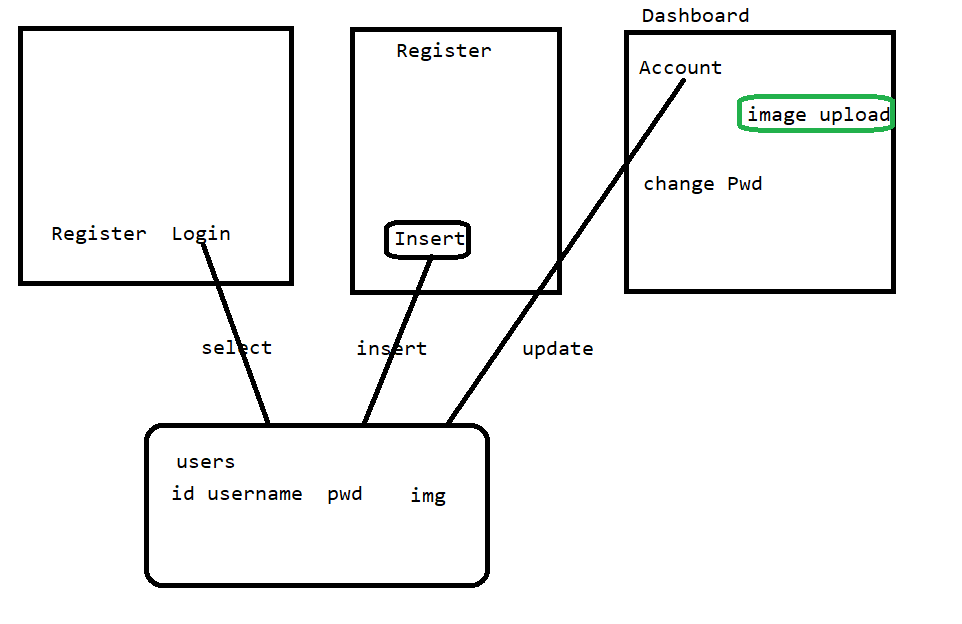 Dashboard
Register
Account
image upload
change Pwd
Register Login
Insert
select
insert
update
users
id username pwd img